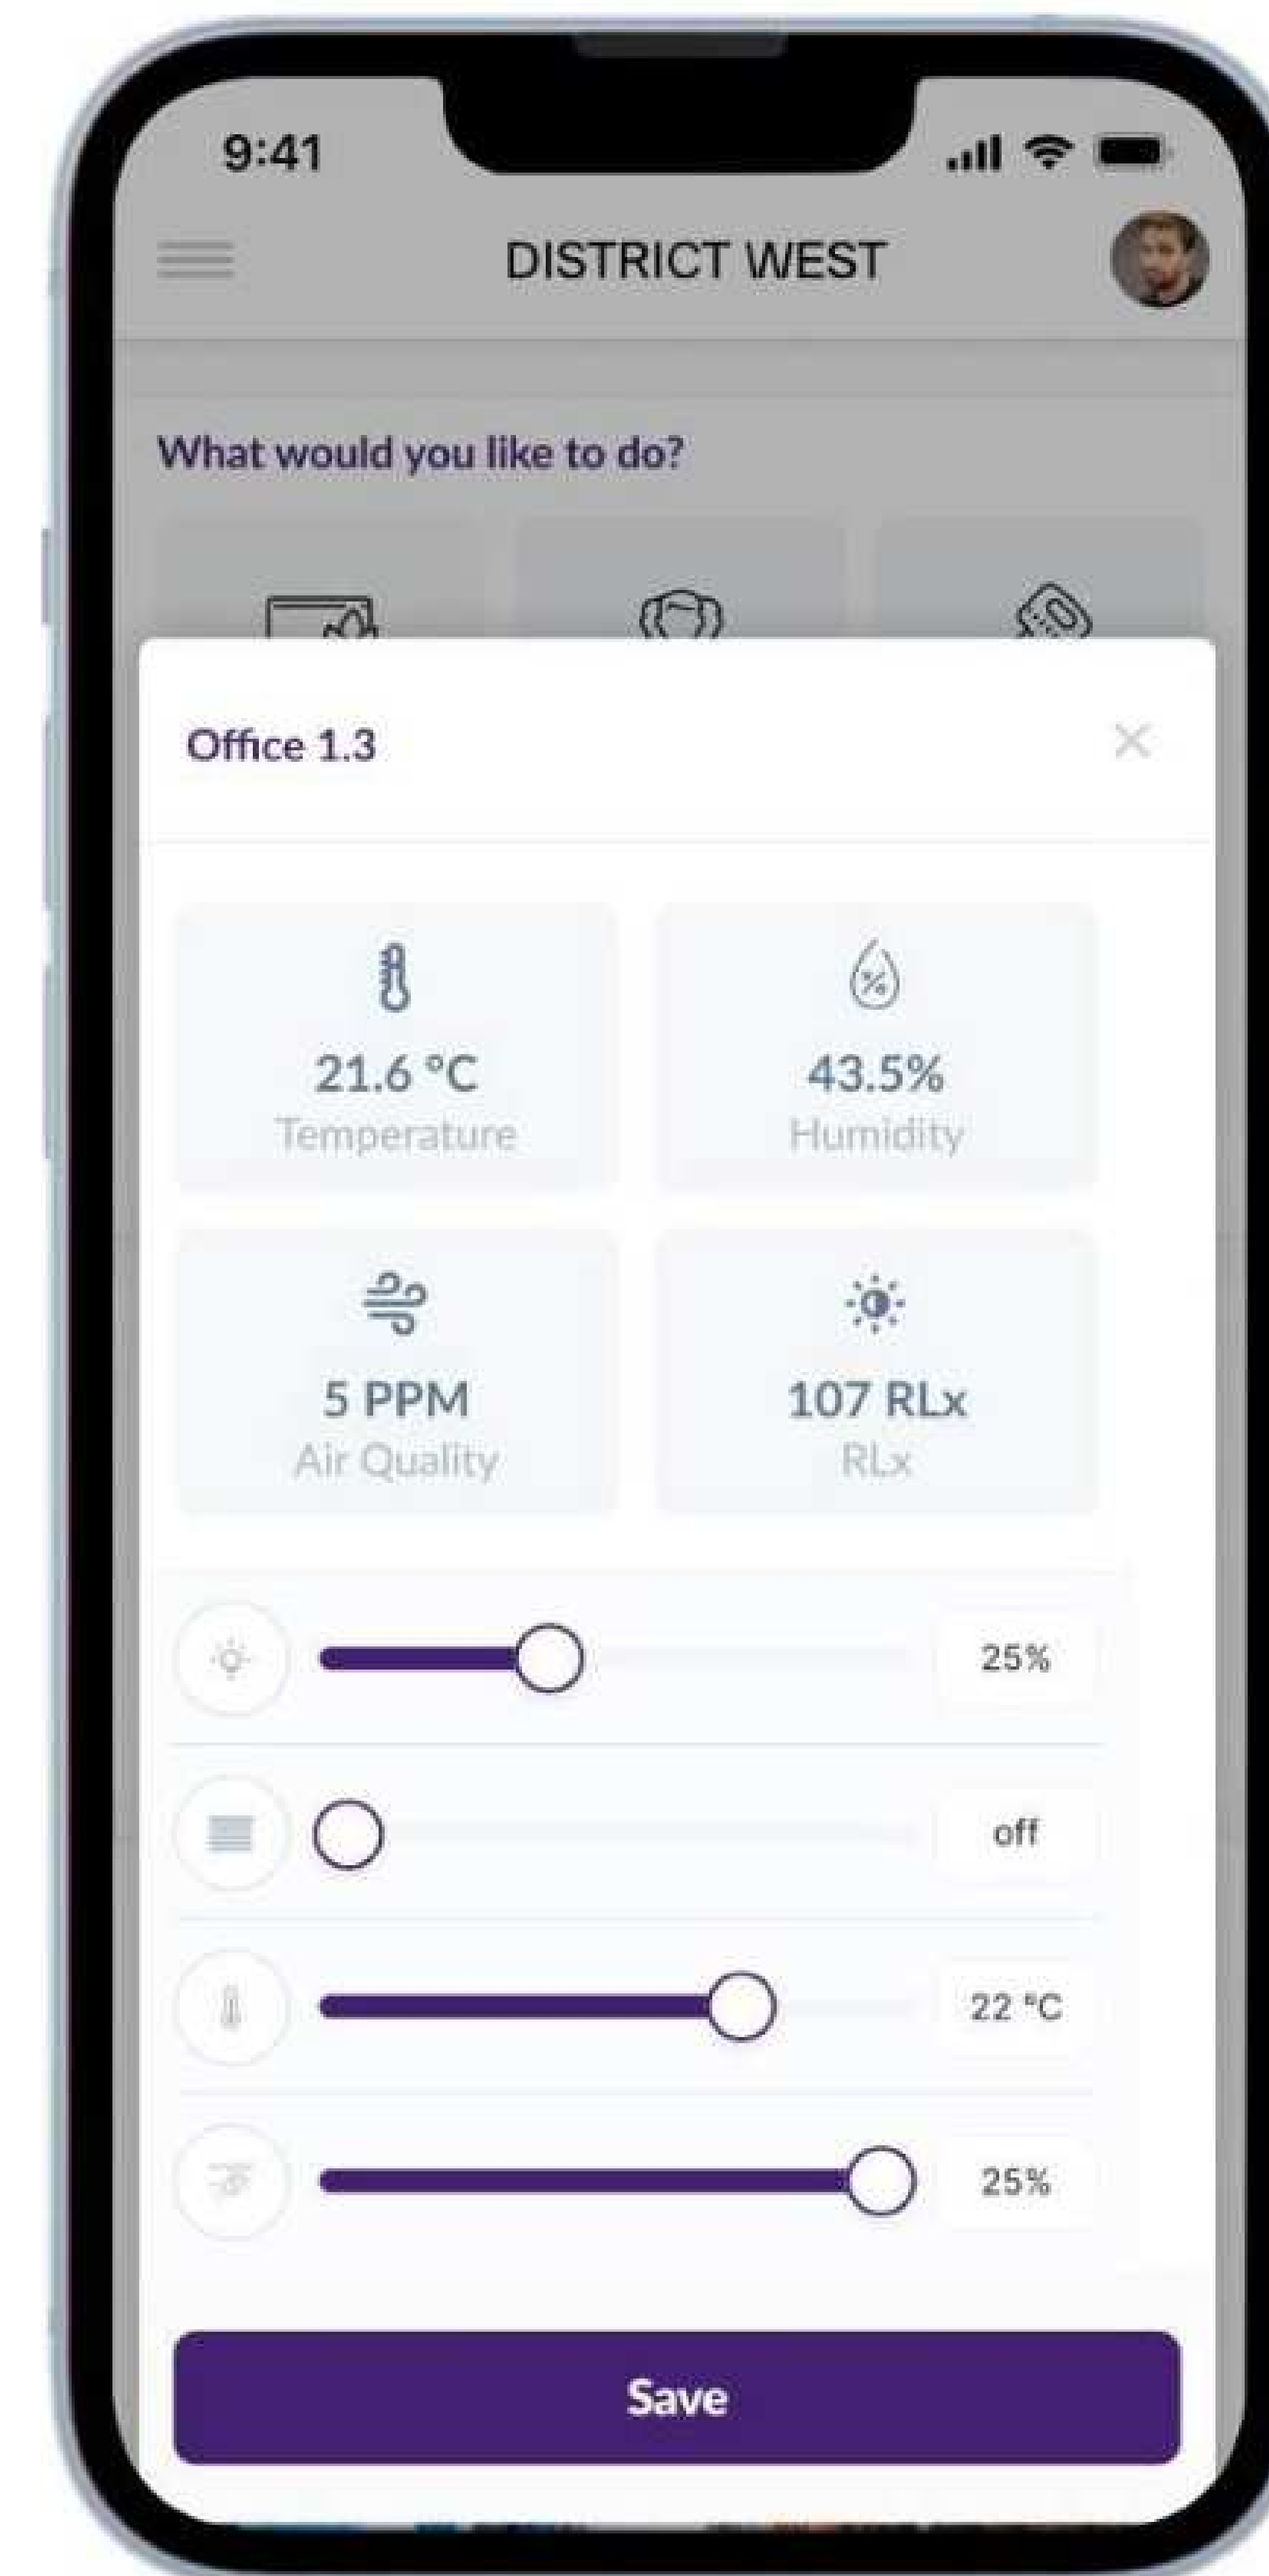 9:41
DISTRICT WEST
What would you like to do?
Office 1.3
21.6 °C
Temperature
43.5%
Humidity
5 PPM
Air Quality
107 RLx
RLx
25%
off
22 °C
25%
Save